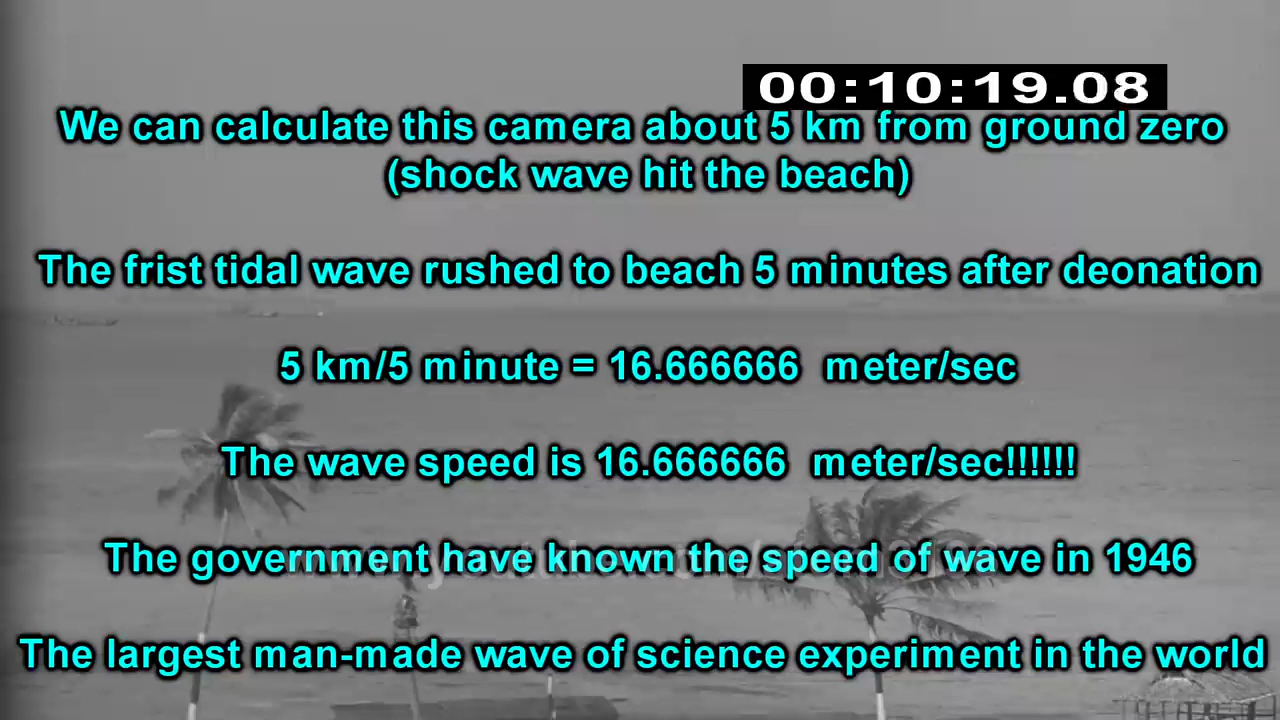 00:10:19.08
We can calculate this camera about 5 km from ground zero
(shock wave hit the beach)
The frist tidal wave rushed to beach 5 minutes after deonation
5 km/5 minute = 16.666666 meter/sec
The wave speed is 16.666666 meter/sec!!!!!!
The government have known the speed of wave in 1946
The largest man-made wave of science experiment in the world